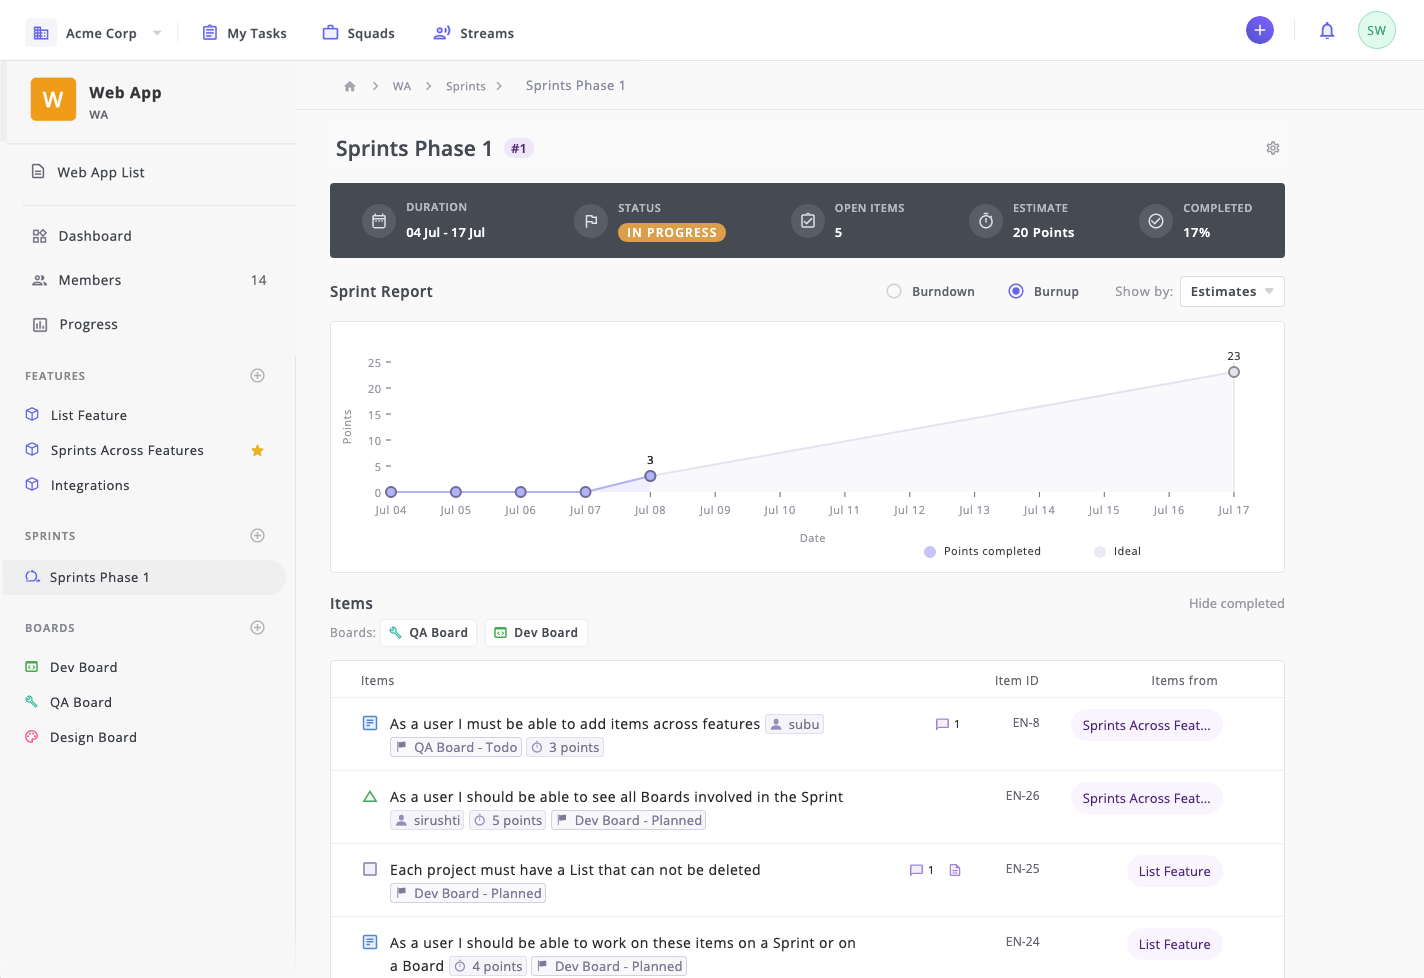 Acme Corp
My Tasks
Squads
Streams
SW
W
Web App
WA
WA
Sprints
Sprints Phase 1
Web App List
Dashboard
Members 14
Progress
FEATURES
List Feature
Sprints Across Features
Integrations
SPRINTS
Sprints Phase 1
BOARDS
Dev Board
QA Board
Design Board
Sprints Phase 1 #1
DURATION
04 Jul - 17 Jul
STATUS
IN PROGRESS
OPEN ITEMS
5
ESTIMATE
20 Points
COMPLETED
17%
Sprint Report
Burndown
Burnup
Show by: Estimates
25
20
15
10
5
0
Points
3
23
Jul 04 Jul 05 Jul 06 Jul 07 Jul 08 Jul 09 Jul 10 Jul 11 Jul 12 Jul 13 Jul 14 Jul 15 Jul 16 Jul 17
Date
Points completed
Ideal
Items
Hide completed
Boards: QA Board Dev Board
Items Item ID Items from
As a user I must be able to add items across features subu 1 EN-8 Sprints Across Feat...
QA Board - Todo 3 points
As a user I should be able to see all Boards involved in the Sprint EN-26 Sprints Across Feat...
sirushti 5 points Dev Board - Planned
Each project must have a List that can not be deleted 1 EN-25 List Feature
Dev Board - Planned
As a user I should be able to work on these items on a Sprint or on EN-24 List Feature
a Board 4 points Dev Board - Planned